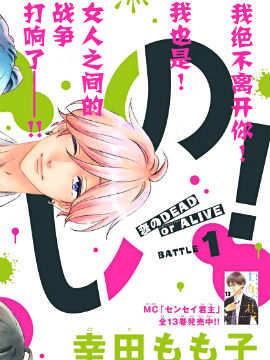 我绝不离开你！
我也是！
女人之间的
战争
打响了——!!
の！
恋のDEAD
or ALIVE
BATTLE 1
MC「センセイ君主」
全13巻発売中!!
幸田もも子